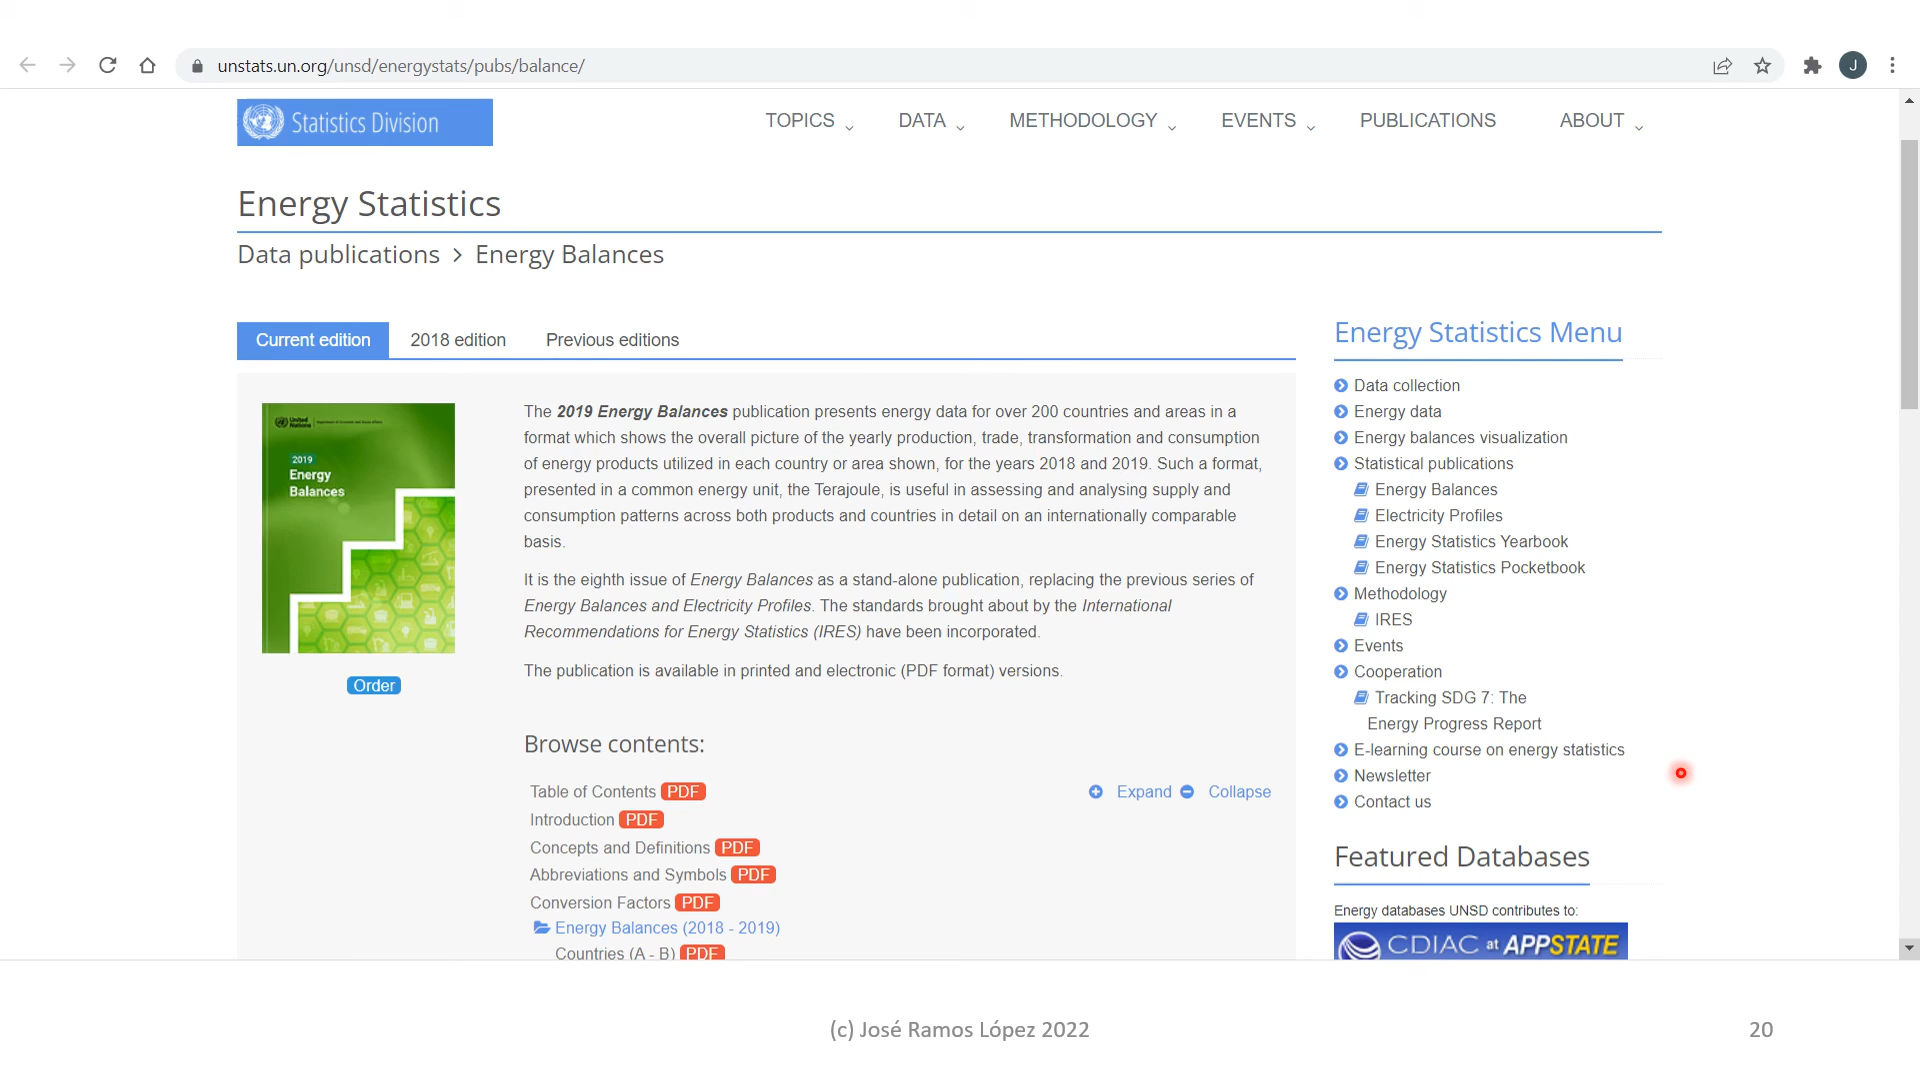 unstats.un.org/unsd/energystats/pubs/balance/
J
Statistics Division
TOPICS DATA METHODOLOGY EVENTS PUBLICATIONS ABOUT
Energy Statistics
Data publications > Energy Balances
Current edition 2018 edition Previous editions
United Nations
2019
Energy
Balances
Order
The 2019 Energy Balances publication presents energy data for over 200 countries and areas in a
format which shows the overall picture of the yearly production, trade, transformation and consumption
of energy products utilized in each country or area shown, for the years 2018 and 2019. Such a format,
presented in a common energy unit, the Terajoule, is useful in assessing and analysing supply and
consumption patterns across both products and countries in detail on an internationally comparable
basis.
It is the eighth issue of Energy Balances as a stand-alone publication, replacing the previous series of
Energy Balances and Electricity Profiles. The standards brought about by the International
Recommendations for Energy Statistics (IRES) have been incorporated.
The publication is available in printed and electronic (PDF format) versions.
Browse contents:
Expand Collapse
Table of Contents PDF
Introduction PDF
Concepts and Definitions PDF
Abbreviations and Symbols PDF
Conversion Factors PDF
Energy Balances (2018 - 2019)
Countries (A - B) PDF
Energy Statistics Menu
Data collection
Energy data
Energy balances visualization
Statistical publications
Energy Balances
Electricity Profiles
Energy Statistics Yearbook
Energy Statistics Pocketbook
Methodology
IRES
Events
Cooperation
Tracking SDG 7: The
Energy Progress Report
E-learning course on energy statistics
Newsletter
Contact us
Featured Databases
Energy databases UNSD contributes to:
CDIAC at APPSTATE
(c) José Ramos López 2022
20